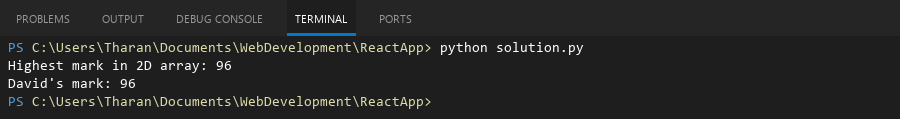 PROBLEMS OUTPUT DEBUG CONSOLE TERMINAL PORTS
PS C:\Users\Tharan\Documents\WebDevelopment\ReactApp> python solution.py
Highest mark in 2D array: 96
David's mark: 96
PS C:\Users\Tharan\Documents\WebDevelopment\ReactApp>